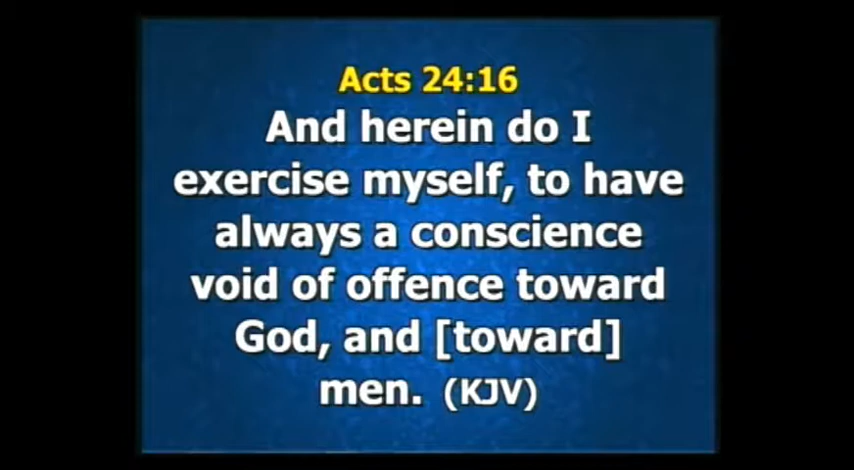 Acts 24:16
And herein do I
exercise myself, to have
always a conscience
void of offence toward
God, and [toward]
men. (KJV)